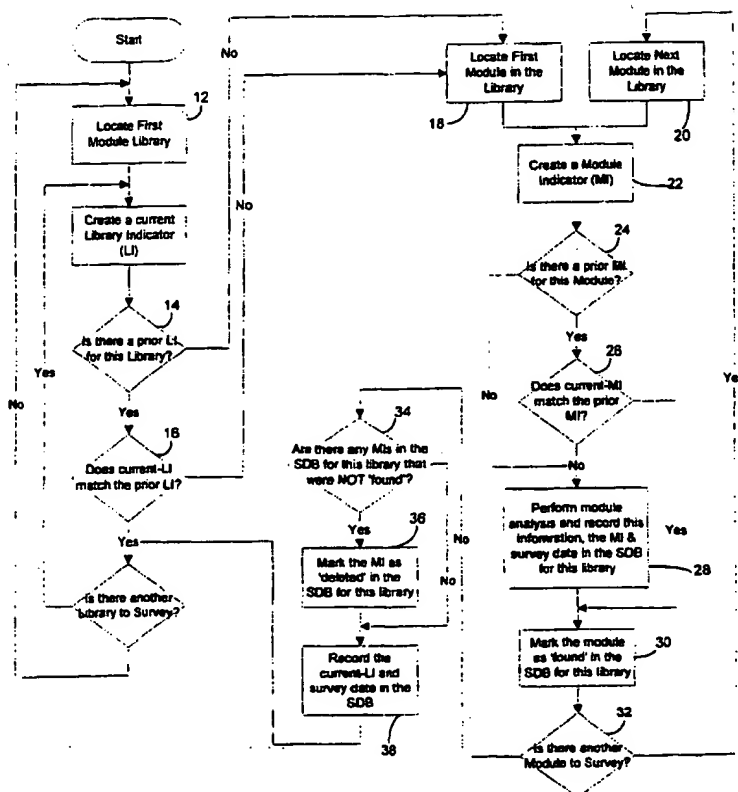 Start
12
Locate First
Module Library
Create a current
Library Indicator
(LI)
14
Is there a prior LI
for this Library?
No
Yes
Yes
No
16
Does current-LI
match the prior LI?
No
Yes
Is there another
Library to Survey?
34
Are there any MIs in the
SDB for this library that
were NOT 'found'?
Yes
No
36
Mark the MI as
'deleted' in the
SDB for this library
Record the
current-LI and
survey date in the
SDB
38
Locate First
Module in the
Library
18
Locate Next
Module in the
Library
20
Create a Module
Indicator (MI)
22
24
Is there a prior MI
for this Module?
Yes
No
26
Does current-MI
match the prior
MI?
No
Perform module
analysis and record this
information, the MI &
survey date in the SDB
for this library
28
Yes
No
30
Mark the module
as 'found' in the
SDB for this library
32
Is there another
Module to Survey?